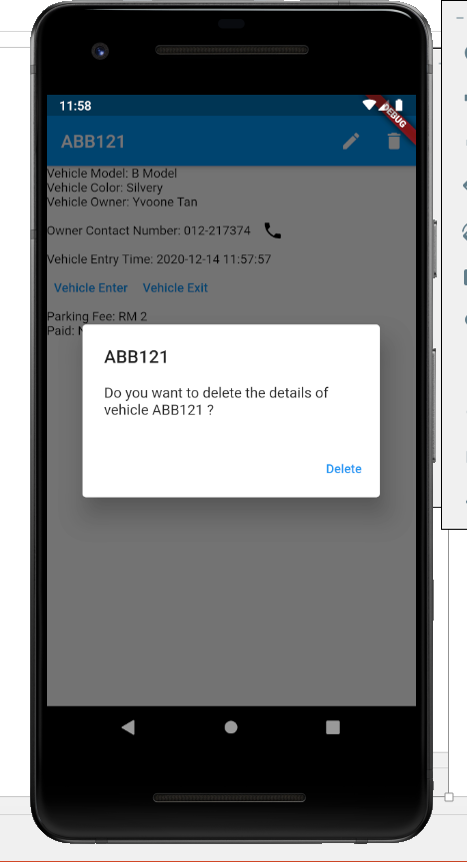 11:58
DEBUG
ABB121
Vehicle Model: B Model
Vehicle Color: Silvery
Vehicle Owner: Yvoone Tan
Owner Contact Number: 012-217374
Vehicle Entry Time: 2020-12-14 11:57:57
Vehicle Enter Vehicle Exit
Parking Fee: RM 2
Paid:
ABB121
Do you want to delete the details of
vehicle ABB121 ?
Delete